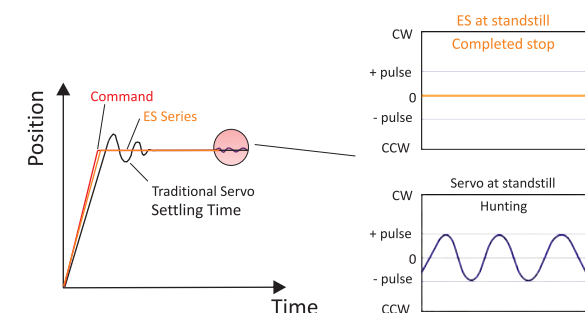 Position
Command
ES Series
Traditional Servo
Settling Time
Time
ES at standstill
CW
Completed stop
+ pulse
0
- pulse
CCW
Servo at standstill
CW
Hunting
+ pulse
0
- pulse
CCW